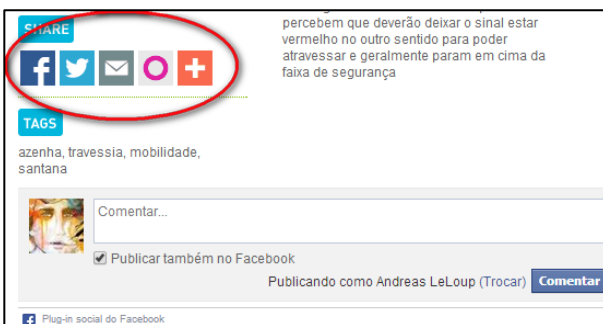 SHARE
percebem que deverão deixar o sinal estar
vermelho no outro sentido para poder
atravessar e geralmente param em cima da
faixa de segurança
TAGS
azenha, travessia, mobilidade,
santana
Comentar...
Publicar também no Facebook
Publicando como Andreas LeLoup (Trocar) Comentar
Plug-in social do Facebook